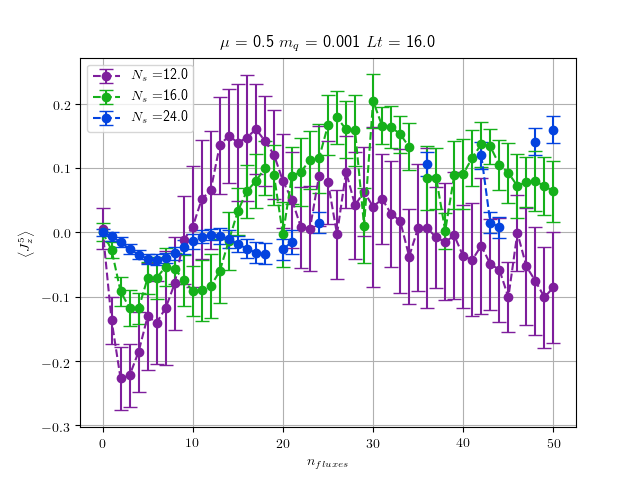 μ = 0.5 m_q = 0.001 Lt = 16.0
N_s =12.0
N_s =16.0
N_s =24.0
0.2
0.1
0.0
−0.1
−0.2
−0.3
⟨J_z^5⟩
0 10 20 30 40 50
n_fluxes